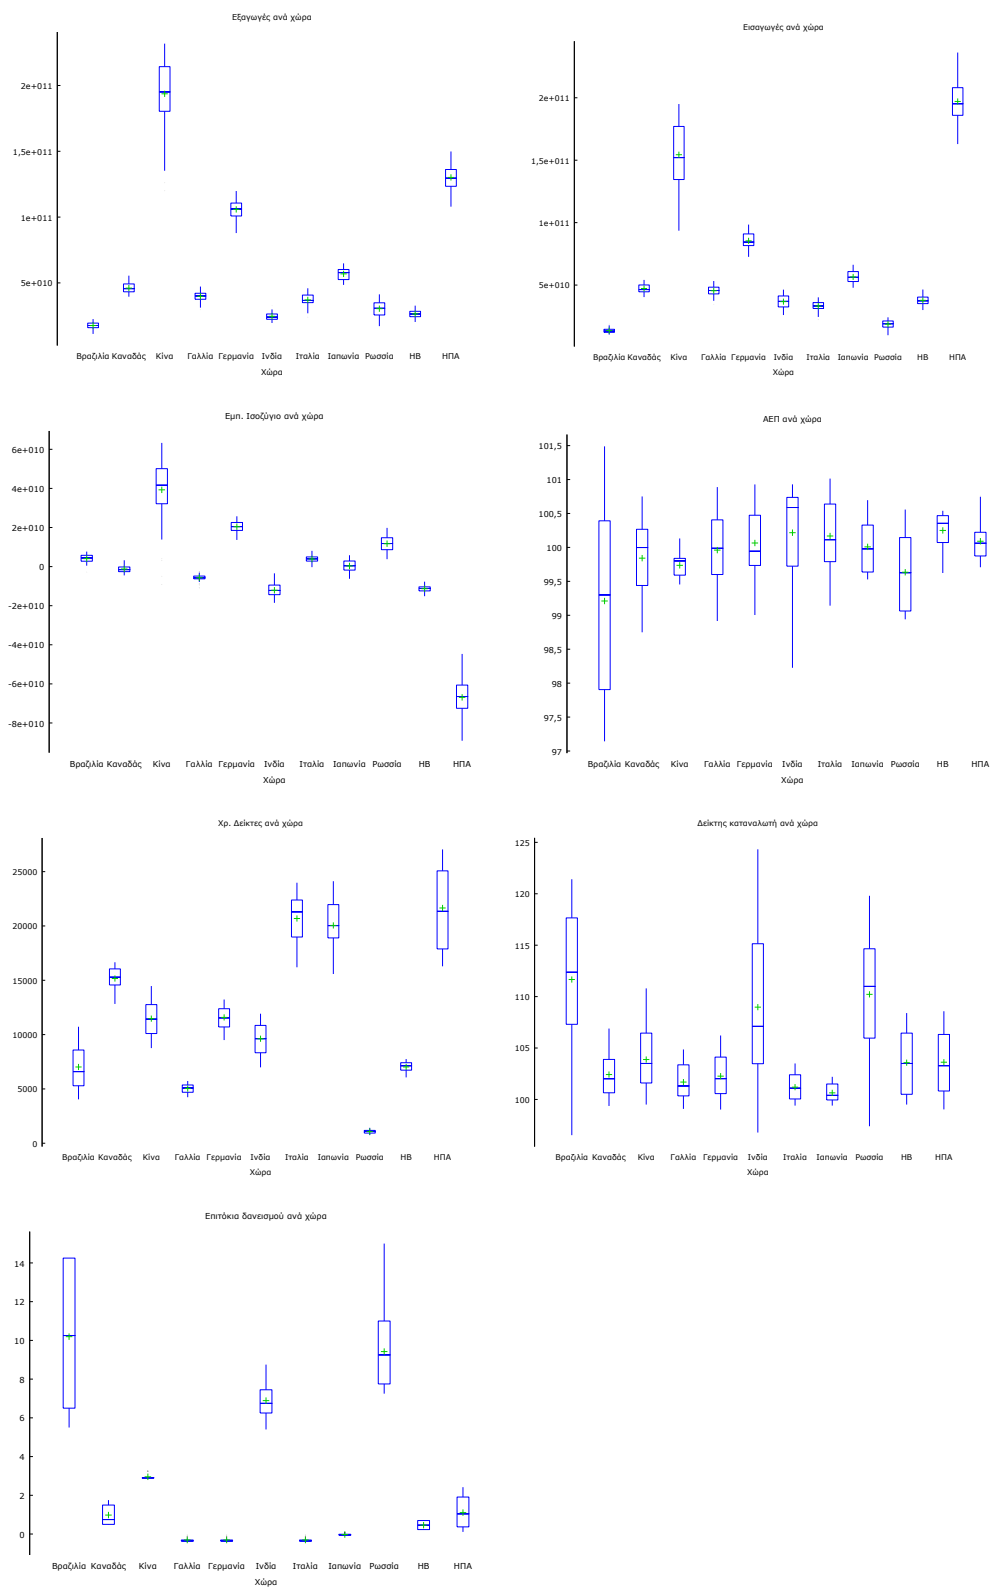 Εξαγωγές ανά χώρα
2e+011
1,5e+011
1e+011
5e+010
Βραζιλία Καναδάς Κίνα Γαλλία Γερμανία Ινδία Ιταλία Ιαπωνία Ρωσσία ΗΒ ΗΠΑ
Χώρα
Εισαγωγές ανά χώρα
2e+011
1,5e+011
1e+011
5e+010
Βραζιλία Καναδάς Κίνα Γαλλία Γερμανία Ινδία Ιταλία Ιαπωνία Ρωσσία ΗΒ ΗΠΑ
Χώρα
Εμπ. Ισοζύγιο ανά χώρα
6e+010
4e+010
2e+010
0
-2e+010
-4e+010
-6e+010
-8e+010
Βραζιλία Καναδάς Κίνα Γαλλία Γερμανία Ινδία Ιταλία Ιαπωνία Ρωσσία ΗΒ ΗΠΑ
Χώρα
ΑΕΠ ανά χώρα
101,5
101
100,5
100
99,5
99
98,5
98
97,5
97
Βραζιλία Καναδάς Κίνα Γαλλία Γερμανία Ινδία Ιταλία Ιαπωνία Ρωσσία ΗΒ ΗΠΑ
Χώρα
Χρ. Δείκτες ανά χώρα
25000
20000
15000
10000
5000
0
Βραζιλία Καναδάς Κίνα Γαλλία Γερμανία Ινδία Ιταλία Ιαπωνία Ρωσσία ΗΒ ΗΠΑ
Χώρα
Δείκτης καταναλωτή ανά χώρα
125
120
115
110
105
100
Βραζιλία Καναδάς Κίνα Γαλλία Γερμανία Ινδία Ιταλία Ιαπωνία Ρωσσία ΗΒ ΗΠΑ
Χώρα
Επιτόκια δανεισμού ανά χώρα
14
12
10
8
6
4
2
0
Βραζιλία Καναδάς Κίνα Γαλλία Γερμανία Ινδία Ιταλία Ιαπωνία Ρωσσία ΗΒ ΗΠΑ
Χώρα